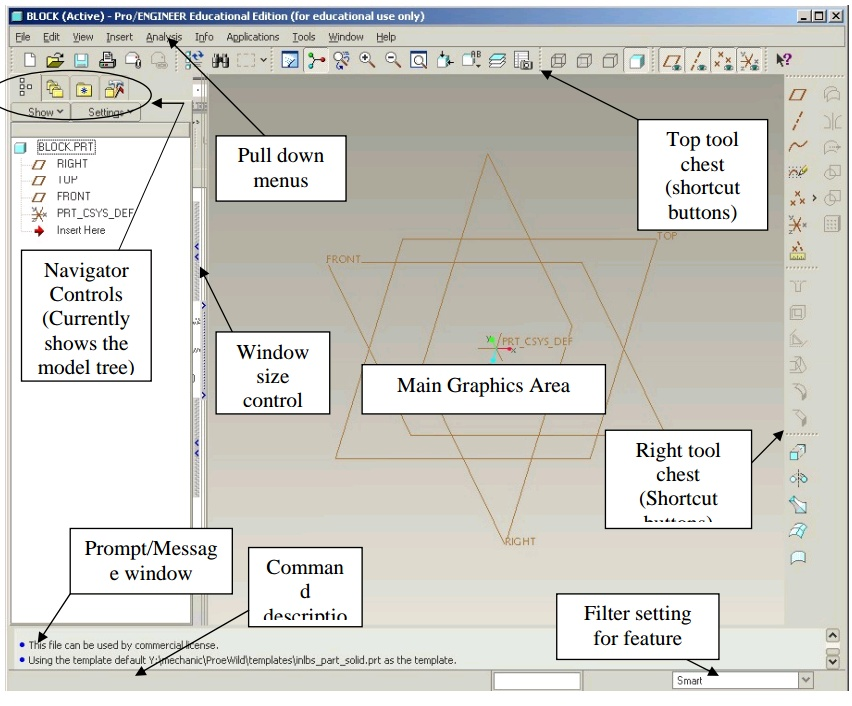 BLOCK (Active) - Pro/ENGINEER Educational Edition (for educational use only)
File Edit View Insert Analysis Info Applications Tools Window Help
Show Settings
BLOCK.PRT
RIGHT
TOP
FRONT
PRT_CSYS_DEF
Insert Here
Pull down
menus
Top tool
chest
(shortcut
buttons)
Navigator
Controls
(Currently
shows the
model tree)
Window
size
control
TOP
FRONT
Y PRT_CSYS_DEF
X
Main Graphics Area
Right tool
chest
(Shortcut
buttons)
RIGHT
Prompt/Messag
e window
Comman
d
descriptio
Filter setting
for feature
This file can be used by commercial license.
Using the template default Y:\mechanic\ProeWild\templates\inlbs_part_solid.prt as the template.
Smart